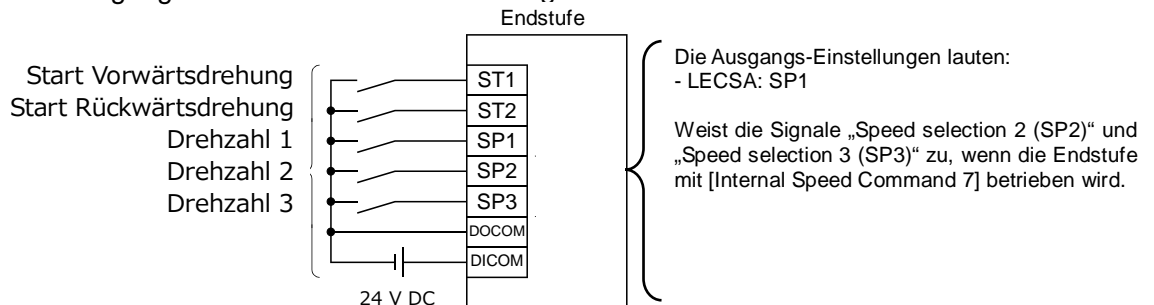 Endstufe
Start Vorwärtsdrehung
Start Rückwärtsdrehung
Drehzahl 1
Drehzahl 2
Drehzahl 3
ST1
ST2
SP1
SP2
SP3
DOCOM
DICOM
24 V DC
Die Ausgangs-Einstellungen lauten:
- LECSA: SP1
Weist die Signale „Speed selection 2 (SP2)“ und
„Speed selection 3 (SP3)“ zu, wenn die Endstufe
mit [Internal Speed Command 7] betrieben wird.